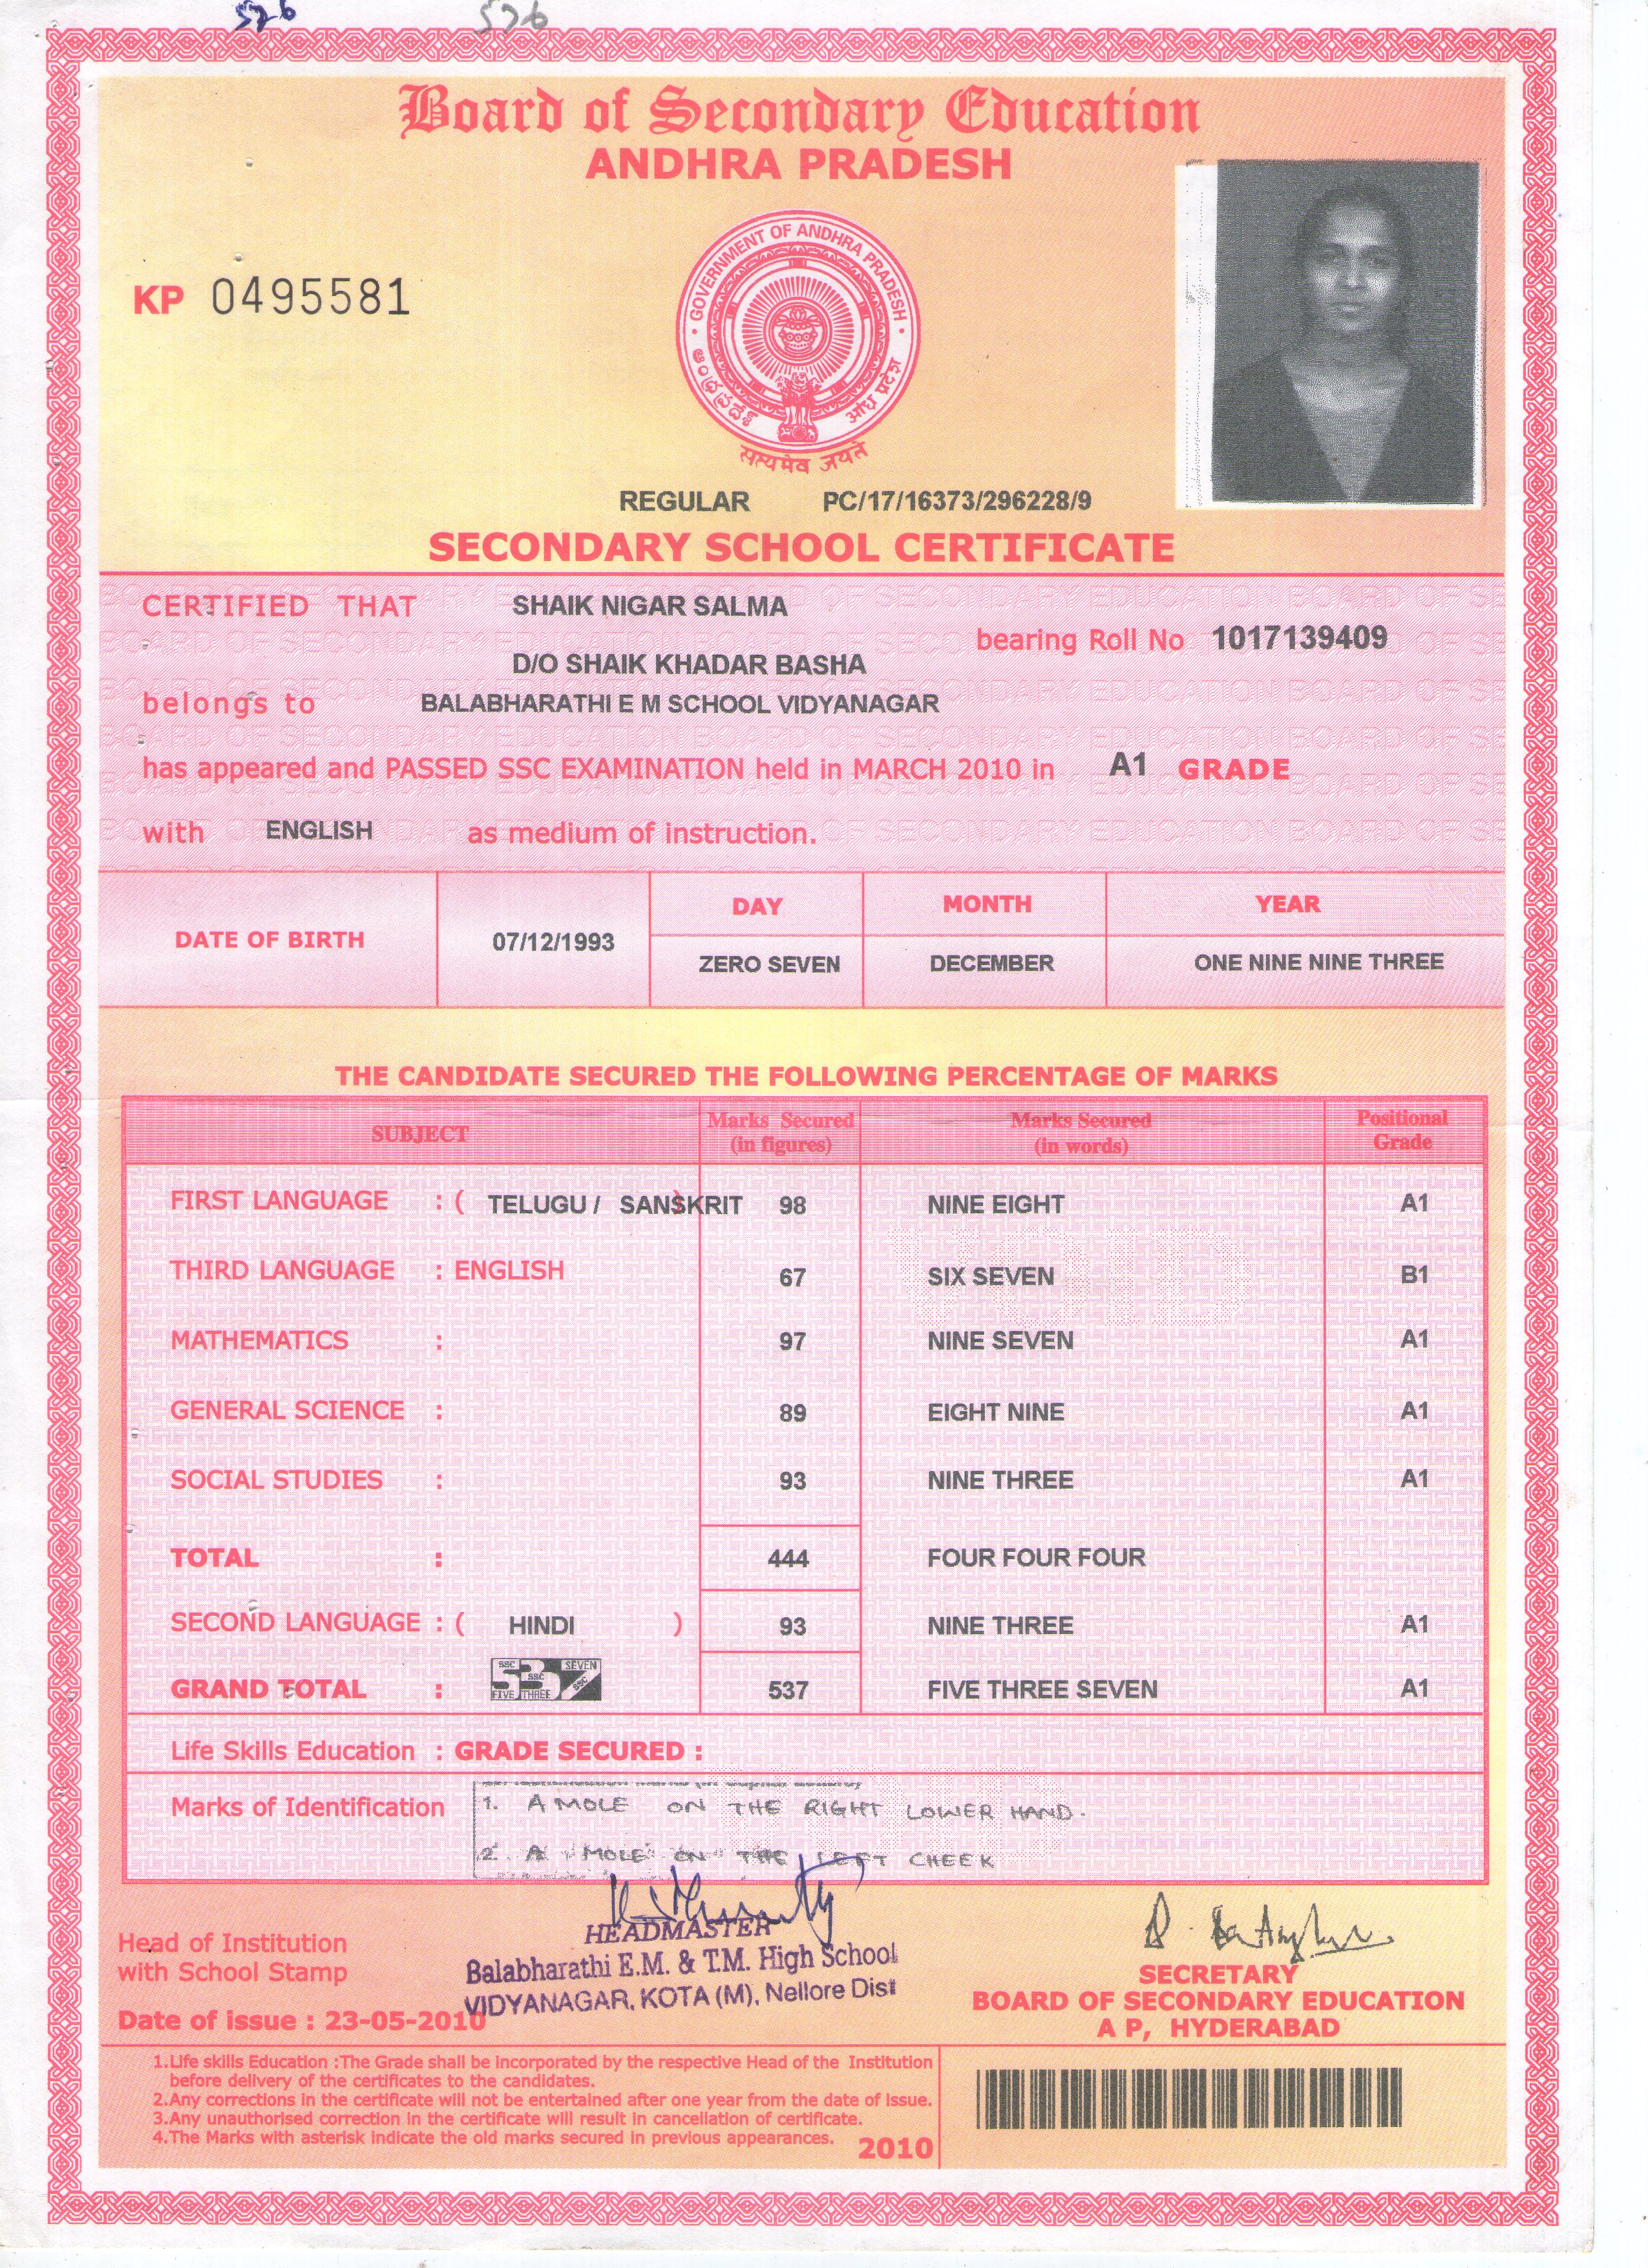 576 576
Board of Secondary Education
ANDHRA PRADESH
KP 0495581
GOVERNMENT OF ANDHRA PRADESH
ఆంధ్రప్రదేశ్ आंध्र प्रदेश
सत्यमेव जयते
REGULAR PC/17/16373/296228/9
SECONDARY SCHOOL CERTIFICATE
CERTIFIED THAT SHAIK NIGAR SALMA
bearing Roll No 1017139409
D/O SHAIK KHADAR BASHA
belongs to BALABHARATHI E M SCHOOL VIDYANAGAR
has appeared and PASSED SSC EXAMINATION held in MARCH 2010 in A1 GRADE
with ENGLISH as medium of instruction.
DATE OF BIRTH 07/12/1993 DAY MONTH YEAR
ZERO SEVEN DECEMBER ONE NINE NINE THREE
THE CANDIDATE SECURED THE FOLLOWING PERCENTAGE OF MARKS
SUBJECT Marks Secured (in figures) Marks Secured (in words) Positional Grade
FIRST LANGUAGE : ( TELUGU / SANSKRIT ) 98 NINE EIGHT A1
VOID
THIRD LANGUAGE : ENGLISH 67 SIX SEVEN B1
MATHEMATICS : 97 NINE SEVEN A1
GENERAL SCIENCE : 89 EIGHT NINE A1
SOCIAL STUDIES : 93 NINE THREE A1
TOTAL : 444 FOUR FOUR FOUR
SECOND LANGUAGE : ( HINDI ) 93 NINE THREE A1
SSC SSC SEVEN
537 SSC
FIVE THREE
GRAND TOTAL : 537 FIVE THREE SEVEN A1
Life Skills Education : GRADE SECURED :
Marks of Identification 1. A MOLE ON THE RIGHT LOWER HAND.
2. A MOLE ON THE LEFT CHEEK
HEADMASTER
Balabharathi E.M. & T.M. High School
VIDYANAGAR, KOTA (M), Nellore Dist
Head of Institution
with School Stamp
Date of issue : 23-05-2010
SECRETARY
BOARD OF SECONDARY EDUCATION
A P, HYDERABAD
1.Life skills Education :The Grade shall be incorporated by the respective Head of the Institution
before delivery of the certificates to the candidates.
2.Any corrections in the certificate will not be entertained after one year from the date of issue.
3.Any unauthorised correction in the certificate will result in cancellation of certificate.
4.The Marks with asterisk indicate the old marks secured in previous appearances.
2010